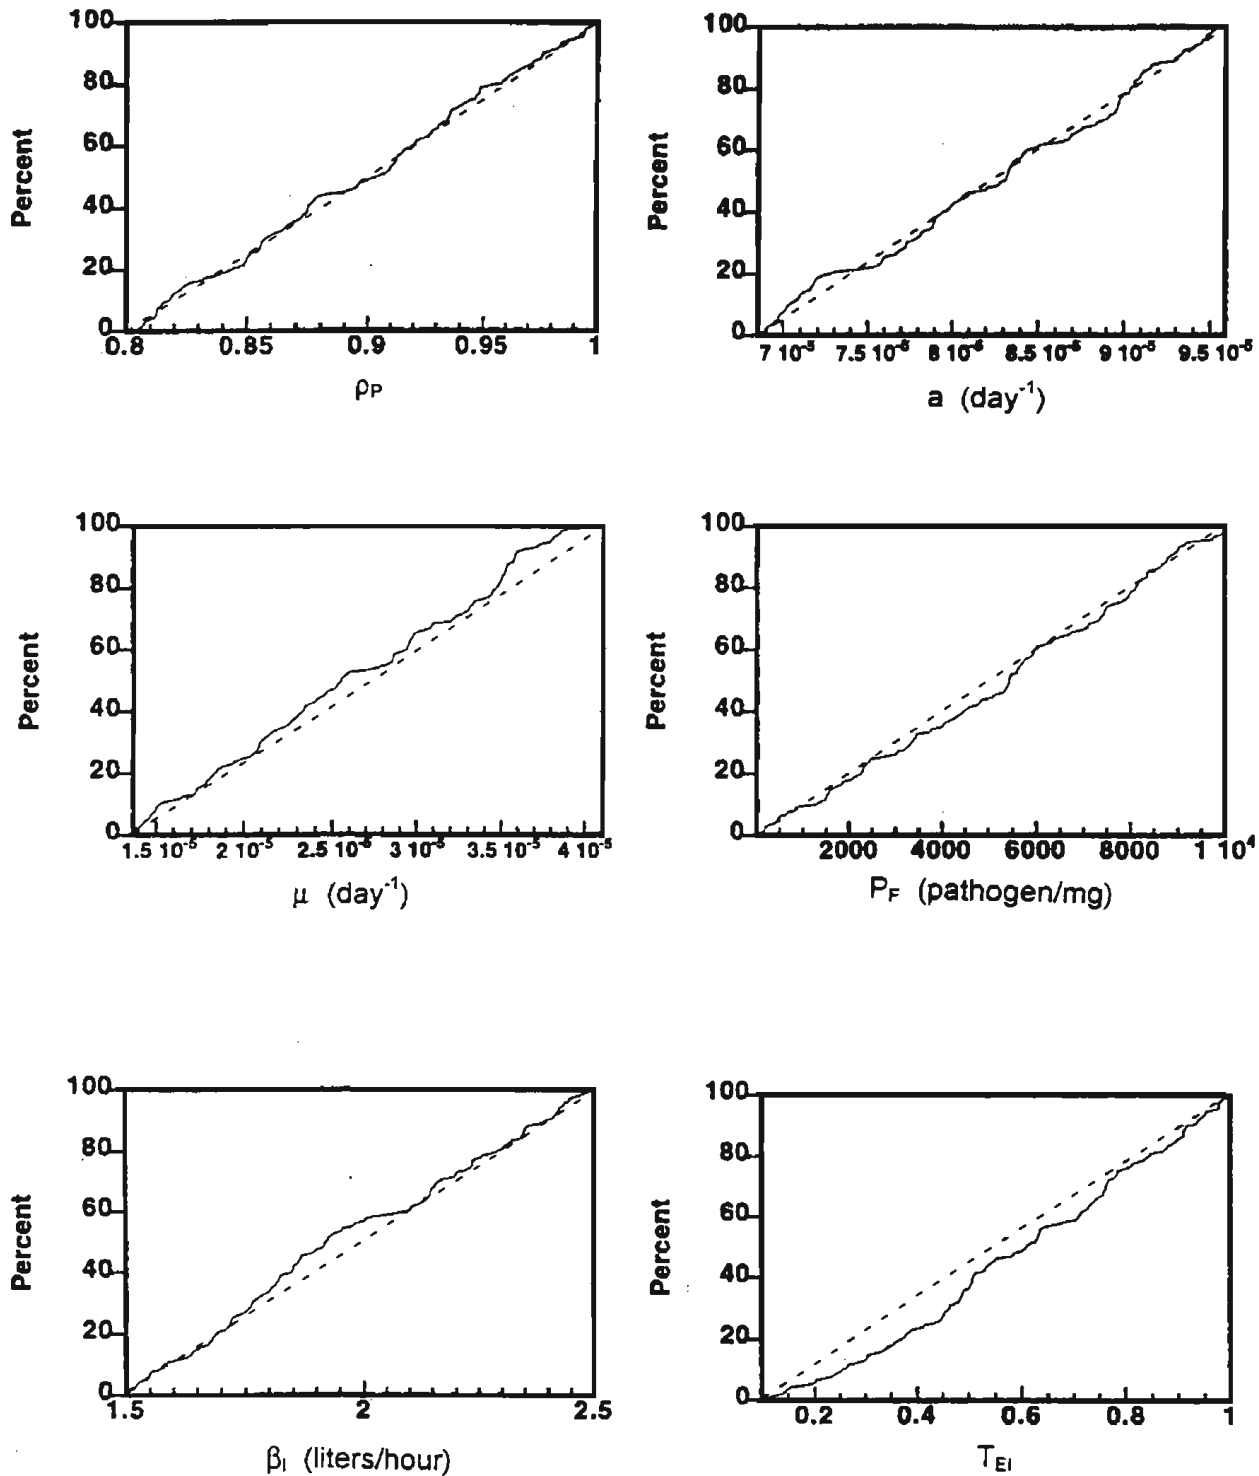 100
80
60
40
20
0
Percent
0.8 0.85 0.9 0.95 1
ρP
100
80
60
40
20
0
Percent
7 10-5 7.5 10-5 8 10-5 8.5 10-5 9 10-5 9.5 10-5
a (day-1)
100
80
60
40
20
0
Percent
1.5 10-5 2 10-5 2.5 10-5 3 10-5 3.5 10-5 4 10-5
μ (day-1)
100
80
60
40
20
0
Percent
2000 4000 6000 8000 1 104
PF (pathogen/mg)
100
80
60
40
20
0
Percent
1.5 2 2.5
βI (liters/hour)
100
80
60
40
20
0
Percent
0.2 0.4 0.6 0.8 1
TEI